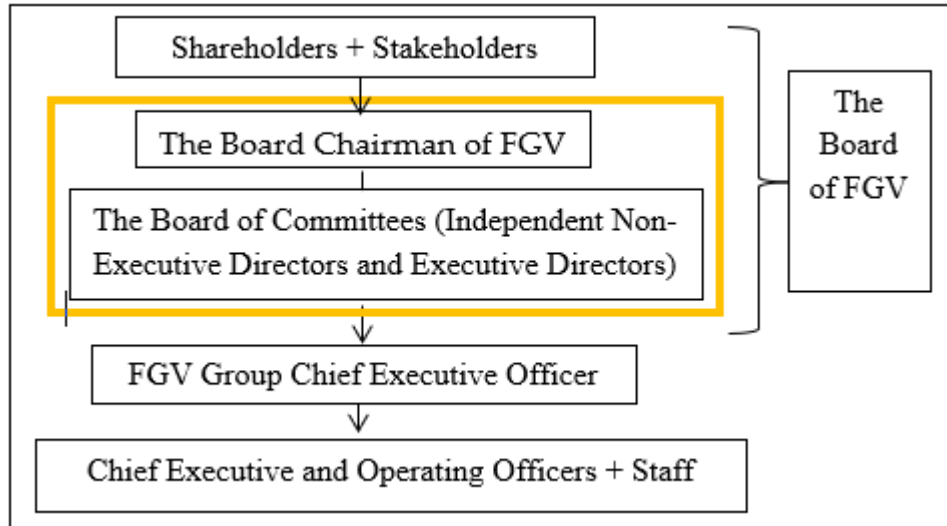 Shareholders + Stakeholders
The Board Chairman of FGV
The Board of Committees (Independent Non-
Executive Directors and Executive Directors)
The
Board
of FGV
FGV Group Chief Executive Officer
Chief Executive and Operating Officers + Staff